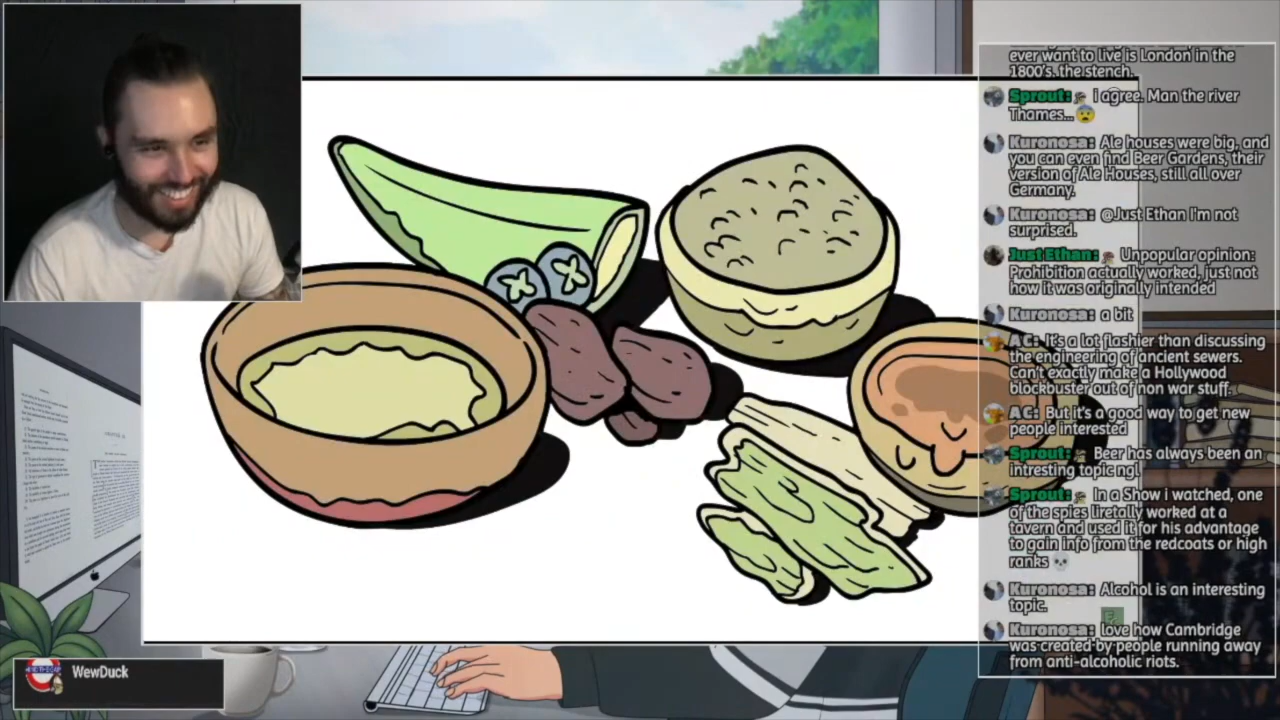 ever want to live is London in the
1800's. the stench.
Sprout: i agree. Man the river
Thames...😨
Kuronosa: Ale houses were big, and
you can even find Beer Gardens, their
version of Ale Houses, still all over
Germany.
Kuronosa: @Just Ethan I'm not
surprised.
Just Ethan: Unpopular opinion:
Prohibition actually worked, just not
how it was originally intended
Kuronosa: a bit
AC: It's a lot flashier than discussing
the engineering of ancient sewers.
Can't exactly make a Hollywood
blockbuster out of non war stuff.
AC: But it's a good way to get new
people interested
Sprout: Beer has always been an
intresting topic ngl
Sprout: In a Show i watched, one
of the spies liretally worked at a
tavern and used it for his advantage
to gain info from the redcoats or high
ranks 💀
Kuronosa: Alcohol is an interesting
topic.
Kuronosa: love how Cambridge
was created by people running away
from anti-alcoholic riots.
WewDuck